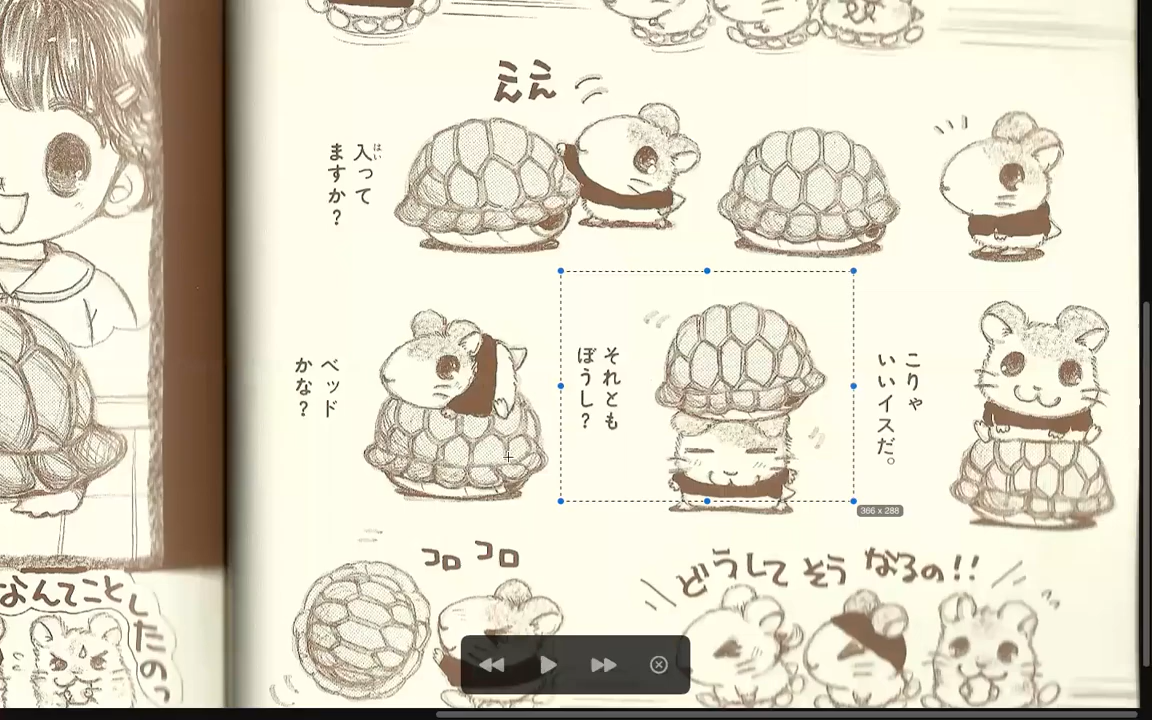 ええ
入って
はい
ますか?
こりゃ
いいイスだ。
それとも
ぼうし?
ベッド
かな?
366 x 288
どうして そう なるの!!
コロ コロ
なんてこと
したのっ